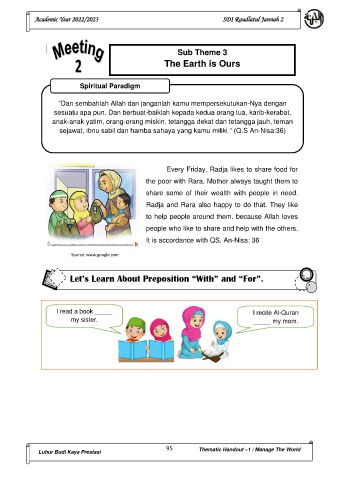 Academic Year 2022/2023
SDI Raudlatul Jannah 2
Meeting
2
Sub Theme 3
The Earth is Ours
Spiritual Paradigm
“Dan sembahlah Allah dan janganlah kamu mempersekutukan-Nya dengan
sesuatu apa pun. Dan berbuat-baiklah kepada kedua orang tua, karib-kerabat,
anak-anak yatim, orang-orang miskin, tetangga dekat dan tetangga jauh, teman
sejawat, ibnu sabil dan hamba sahaya yang kamu miliki.” (Q.S An-Nisa:36)
Every Friday, Radja likes to share food for
the poor with Rara. Mother always taught them to
share some of their wealth with people in need.
Radja and Rara also happy to do that. They like
to help people around them. because Allah loves
people who like to share and help with the others.
It is accordance with QS. An-Nisa: 36
Source: www.google.com
Let’s Learn About Preposition “With” and “For”.
I read a book _____
my sister.
I recite Al-Quran
_____ my mom.
Luhur Budi Kaya Prestasi
95
Thematic Handout –1 / Manage The World